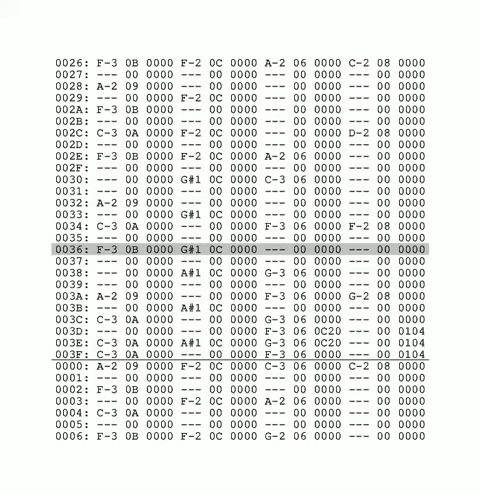 0026: F-3 0B 0000 F-2 0C 0000 A-2 06 0000 C-2 08 0000
0027: --- 00 0000 --- 00 0000 --- 00 0000 --- 00 0000
0028: A-2 09 0000 --- 00 0000 --- 00 0000 --- 00 0000
0029: --- 00 0000 F-2 0C 0000 --- 00 0000 --- 00 0000
002A: F-3 0B 0000 --- 00 0000 --- 00 0000 --- 00 0000
002B: --- 00 0000 --- 00 0000 --- 00 0000 --- 00 0000
002C: C-3 0A 0000 F-2 0C 0000 --- 00 0000 D-2 08 0000
002D: --- 00 0000 --- 00 0000 --- 00 0000 --- 00 0000
002E: F-3 0B 0000 F-2 0C 0000 A-2 06 0000 --- 00 0000
002F: --- 00 0000 --- 00 0000 --- 00 0000 --- 00 0000
0030: --- 00 0000 G#1 0C 0000 C-3 06 0000 --- 00 0000
0031: --- 00 0000 --- 00 0000 --- 00 0000 --- 00 0000
0032: A-2 09 0000 --- 00 0000 --- 00 0000 --- 00 0000
0033: --- 00 0000 G#1 0C 0000 --- 00 0000 --- 00 0000
0034: C-3 0A 0000 --- 00 0000 F-3 06 0000 F-2 08 0000
0035: --- 00 0000 --- 00 0000 --- 00 0000 --- 00 0000
0036: F-3 0B 0000 G#1 0C 0000 --- 00 0000 --- 00 0000
0037: --- 00 0000 --- 00 0000 --- 00 0000 --- 00 0000
0038: --- 00 0000 A#1 0C 0000 G-3 06 0000 --- 00 0000
0039: --- 00 0000 --- 00 0000 --- 00 0000 --- 00 0000
003A: A-2 09 0000 --- 00 0000 F-3 06 0000 G-2 08 0000
003B: --- 00 0000 A#1 0C 0000 --- 00 0000 --- 00 0000
003C: C-3 0A 0000 --- 00 0000 G-3 06 0000 --- 00 0000
003D: --- 00 0000 --- 00 0000 F-3 06 0C20 --- 00 0104
003E: C-3 0A 0000 A#1 0C 0000 G-3 06 0C20 --- 00 0104
003F: C-3 0A 0000 --- 00 0000 F-3 06 0000 --- 00 0104
0000: A-2 09 0000 F-2 0C 0000 C-3 06 0000 C-2 08 0000
0001: --- 00 0000 --- 00 0000 --- 00 0000 --- 00 0000
0002: F-3 0B 0000 --- 00 0000 --- 00 0000 --- 00 0000
0003: --- 00 0000 F-2 0C 0000 A-2 06 0000 --- 00 0000
0004: C-3 0A 0000 --- 00 0000 --- 00 0000 --- 00 0000
0005: --- 00 0000 --- 00 0000 --- 00 0000 --- 00 0000
0006: F-3 0B 0000 F-2 0C 0000 G-2 06 0000 --- 00 0000